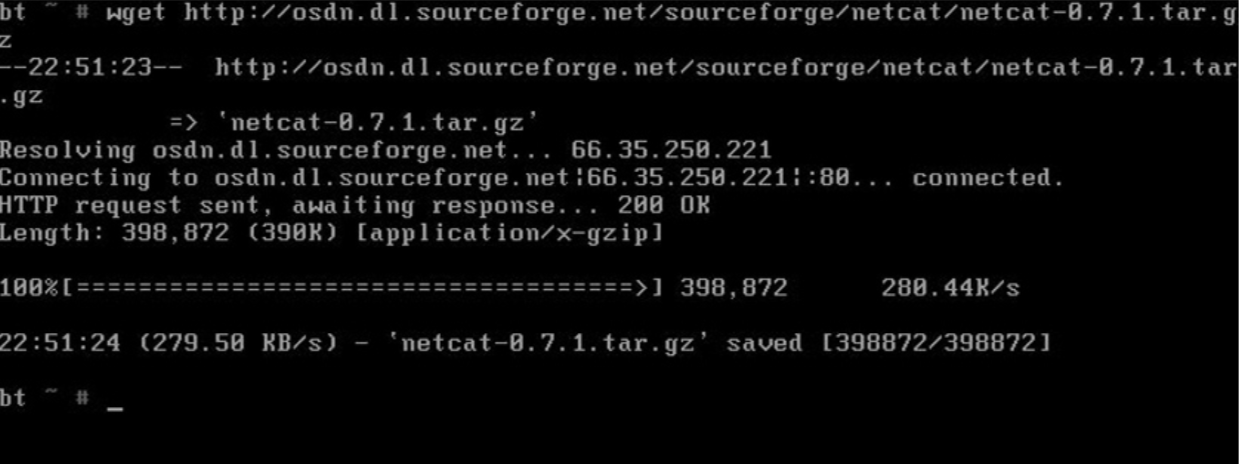 bt ~ # wget http://osdn.dl.sourceforge.net/sourceforge/netcat/netcat-0.7.1.tar.g
z
--22:51:23--  http://osdn.dl.sourceforge.net/sourceforge/netcat/netcat-0.7.1.tar
.gz
           => 'netcat-0.7.1.tar.gz'
Resolving osdn.dl.sourceforge.net... 66.35.250.221
Connecting to osdn.dl.sourceforge.net¦66.35.250.221¦:80... connected.
HTTP request sent, awaiting response... 200 OK
Length: 398,872 (390K) [application/x-gzip]
100%[====================================>] 398,872      280.44K/s
22:51:24 (279.50 KB/s) - 'netcat-0.7.1.tar.gz' saved [398872/398872]
bt ~ # _